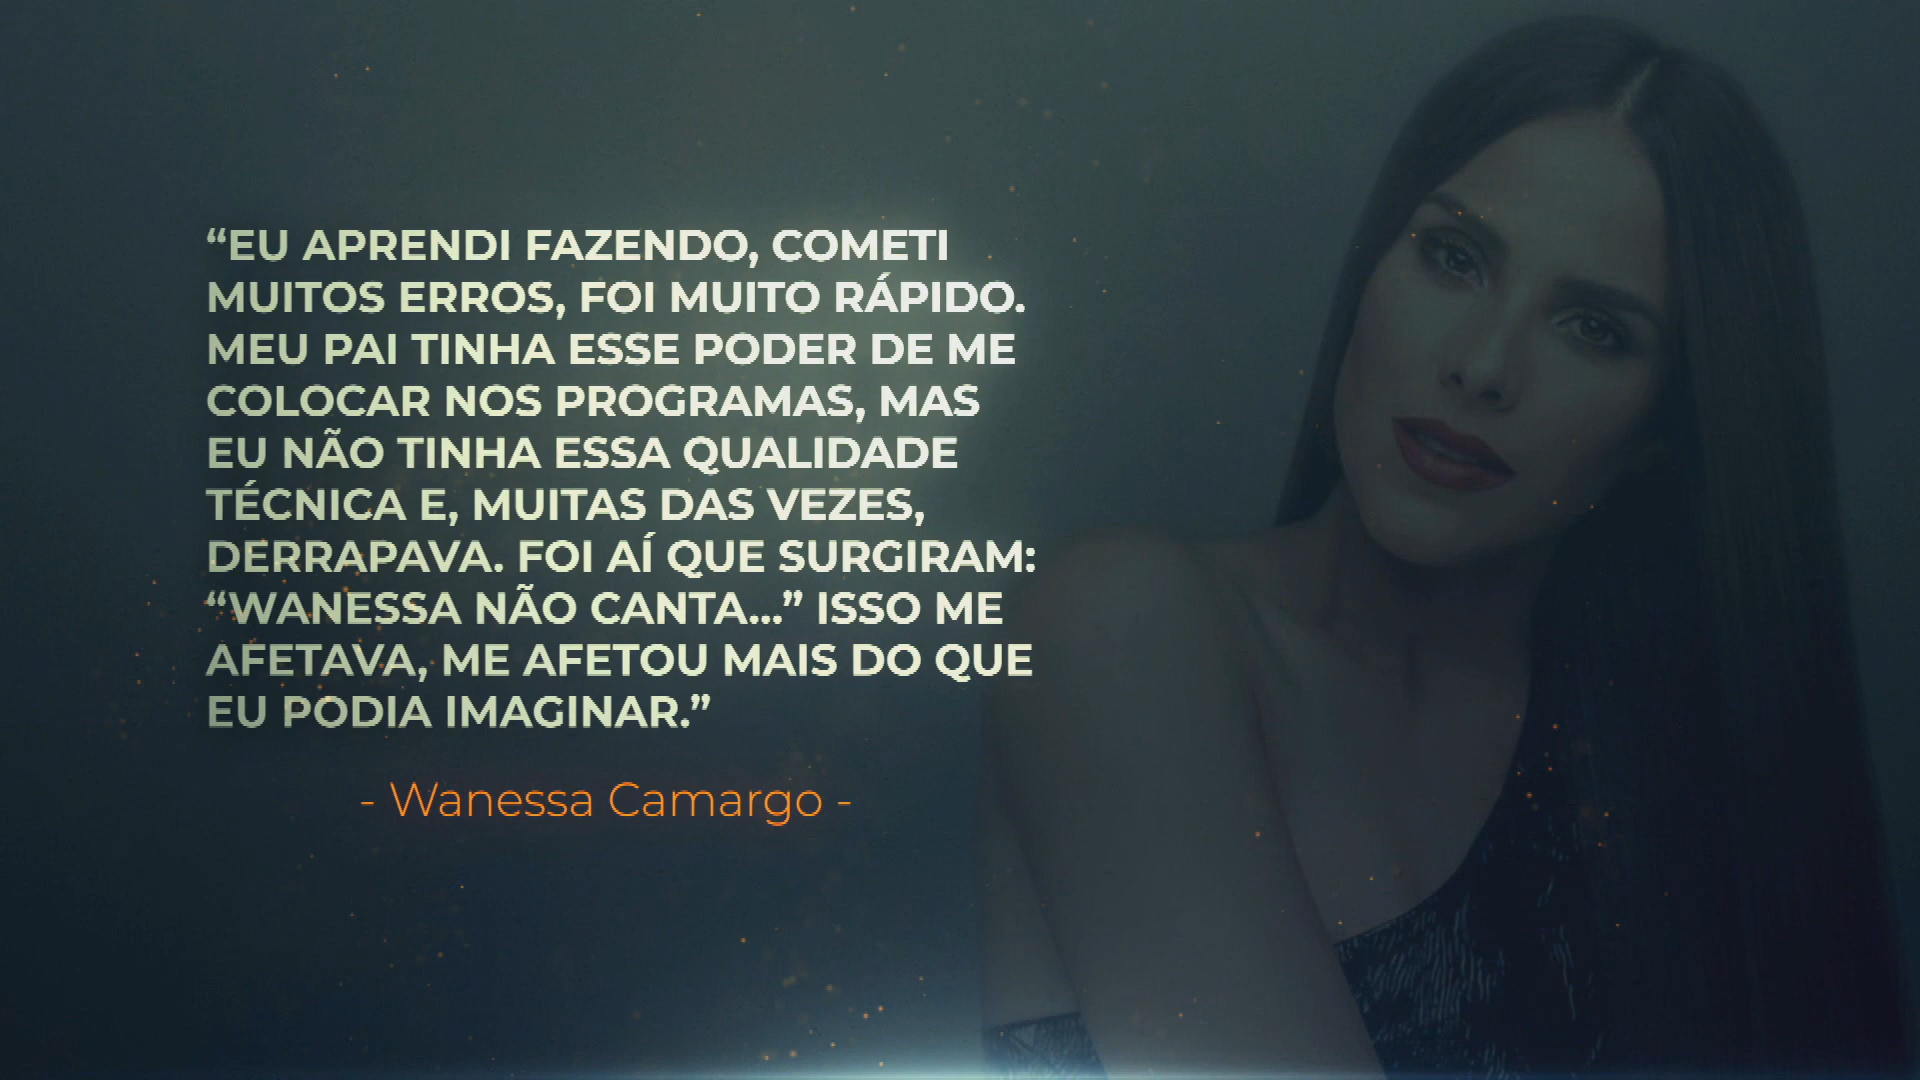 “EU APRENDI FAZENDO, COMETI
MUITOS ERROS, FOI MUITO RÁPIDO.
MEU PAI TINHA ESSE PODER DE ME
COLOCAR NOS PROGRAMAS, MAS
EU NÃO TINHA ESSA QUALIDADE
TÉCNICA E, MUITAS DAS VEZES,
DERRAPAVA. FOI AÍ QUE SURGIRAM:
“WANESSA NÃO CANTA...” ISSO ME
AFETAVA, ME AFETOU MAIS DO QUE
EU PODIA IMAGINAR.”
- Wanessa Camargo -